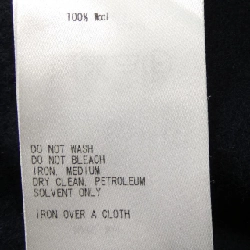 100% Wool
DO NOT WASH
DO NOT BLEACH
IRON, MEDIUM
DRY CLEAN, PETROLEUM
SOLVENT ONLY
IRON OVER A CLOTH